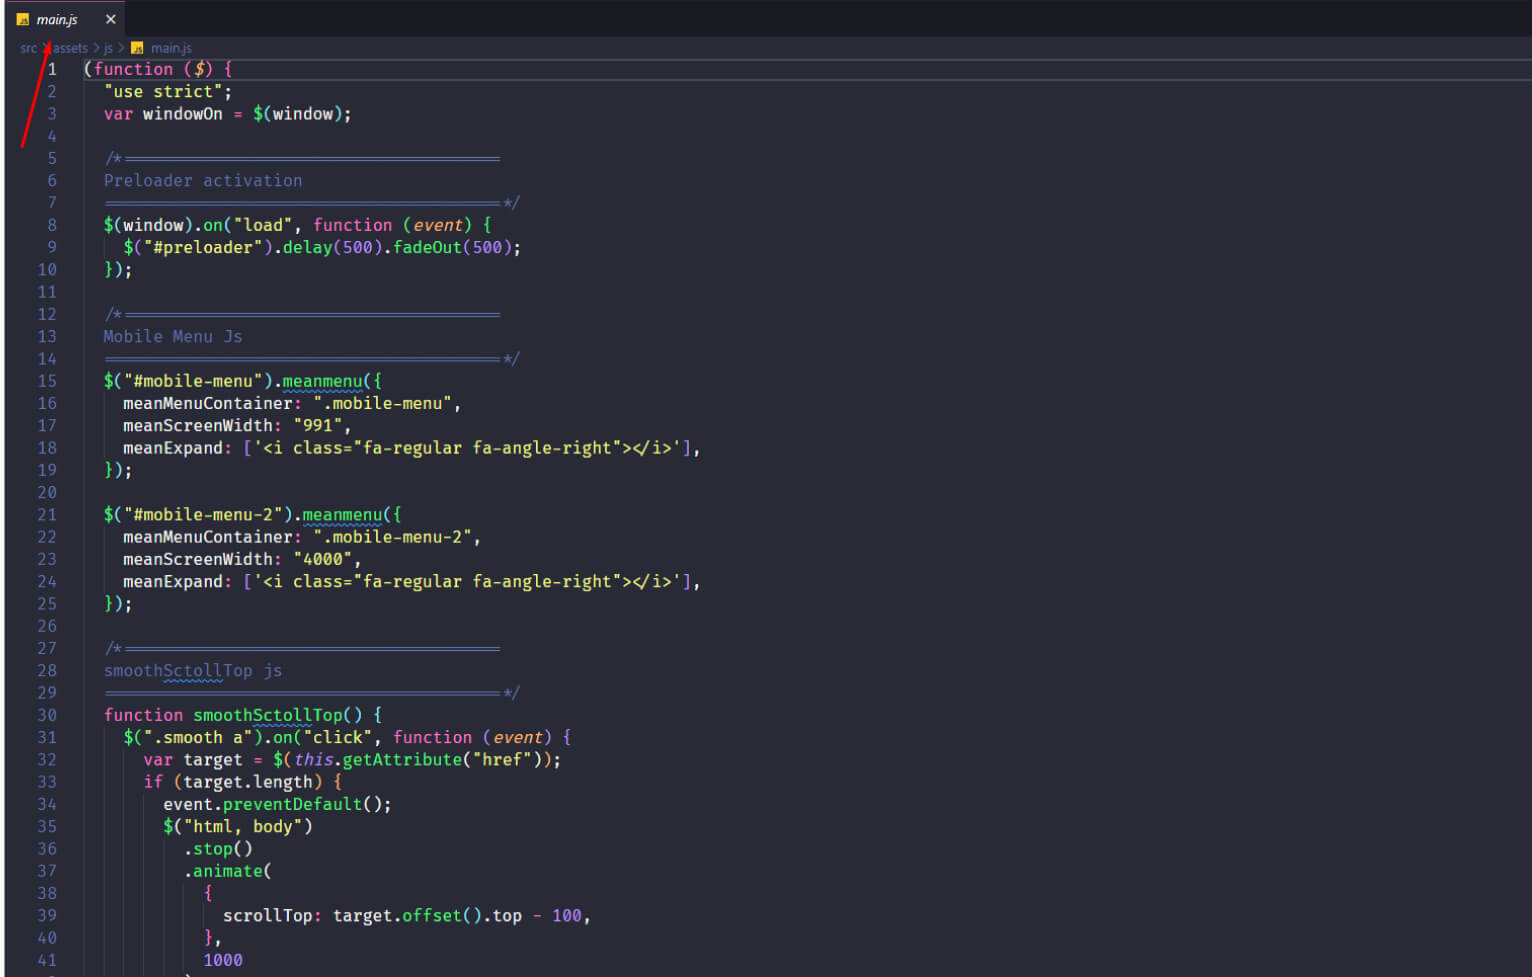 main.js ×
src > assets > js > main.js
1 (function ($) {
2 "use strict";
3 var windowOn = $(window);
4
5 /*========================================
6 Preloader activation
7 ========================================*/
8 $(window).on("load", function (event) {
9 $("#preloader").delay(500).fadeOut(500);
10 });
11
12 /*========================================
13 Mobile Menu Js
14 ========================================*/
15 $("#mobile-menu").meanmenu({
16 meanMenuContainer: ".mobile-menu",
17 meanScreenWidth: "991",
18 meanExpand: ['<i class="fa-regular fa-angle-right"></i>'],
19 });
20
21 $("#mobile-menu-2").meanmenu({
22 meanMenuContainer: ".mobile-menu-2",
23 meanScreenWidth: "4000",
24 meanExpand: ['<i class="fa-regular fa-angle-right"></i>'],
25 });
26
27 /*========================================
28 smoothSctollTop js
29 ========================================*/
30 function smoothSctollTop() {
31 $(".smooth a").on("click", function (event) {
32 var target = $(this.getAttribute("href"));
33 if (target.length) {
34 event.preventDefault();
35 $("html, body")
36 .stop()
37 .animate(
38 {
39 scrollTop: target.offset().top - 100,
40 },
41 1000